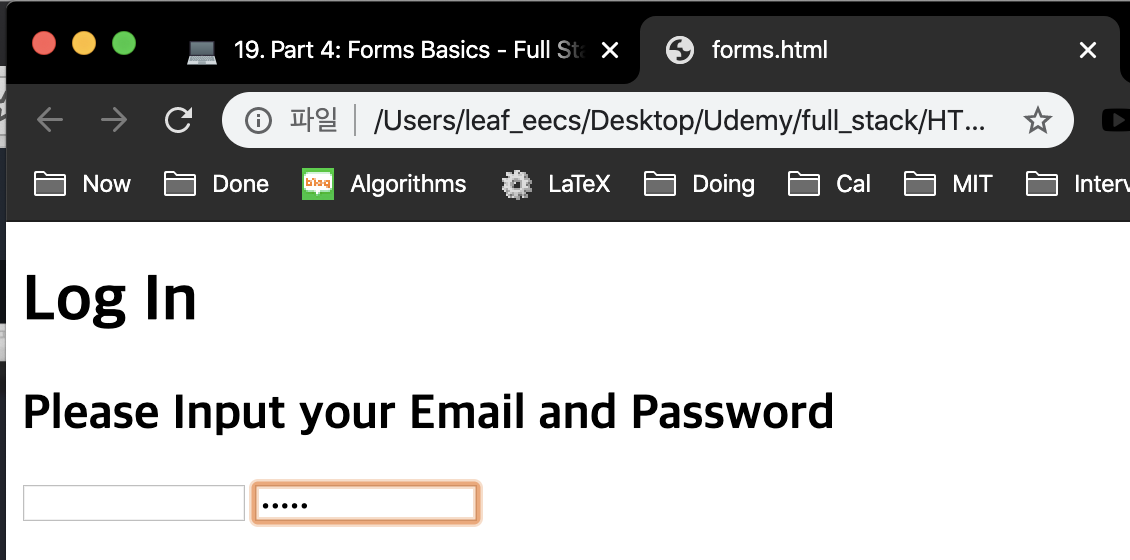 19. Part 4: Forms Basics - Full Sta
forms.html
파일 /Users/leaf_eecs/Desktop/Udemy/full_stack/HT...
Now Done blog Algorithms LaTeX Doing Cal MIT Interv
Log In
Please Input your Email and Password
•••••